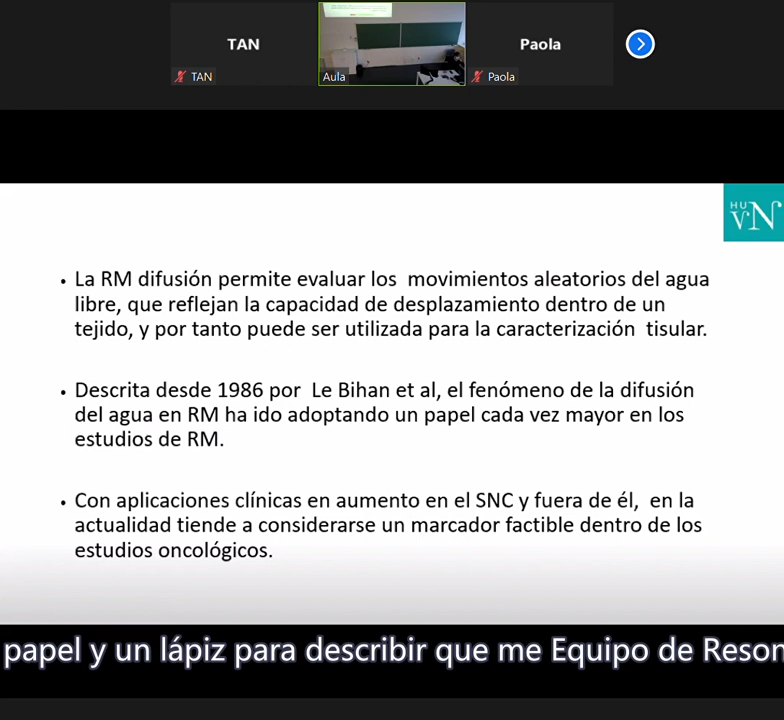 TAN
Paola
TAN
Aula
Paola
HU
VN
• La RM difusión permite evaluar los movimientos aleatorios del agua
libre, que reflejan la capacidad de desplazamiento dentro de un
tejido, y por tanto puede ser utilizada para la caracterización tisular.
• Descrita desde 1986 por Le Bihan et al, el fenómeno de la difusión
del agua en RM ha ido adoptando un papel cada vez mayor en los
estudios de RM.
• Con aplicaciones clínicas en aumento en el SNC y fuera de él, en la
actualidad tiende a considerarse un marcador factible dentro de los
estudios oncológicos.
papel y un lápiz para describir que me Equipo de Reson